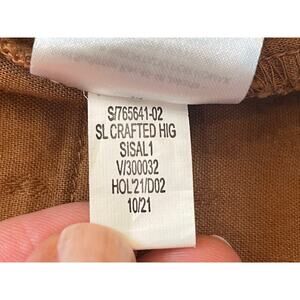 S/765641-02
SL CRAFTED HIG
SISAL1
V/300032
HOL'21/D02
10/21